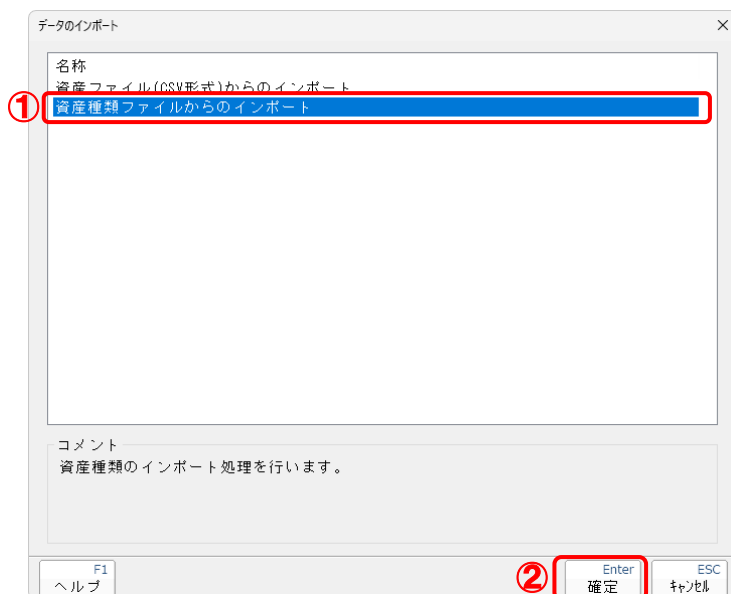 データのインポート
名称
資産ファイル(CSV形式)からのインポート
① 資産種類ファイルからのインポート
コメント
資産種類のインポート処理を行います。
F1
ヘルプ
②
Enter
確定
ESC
キャンセル